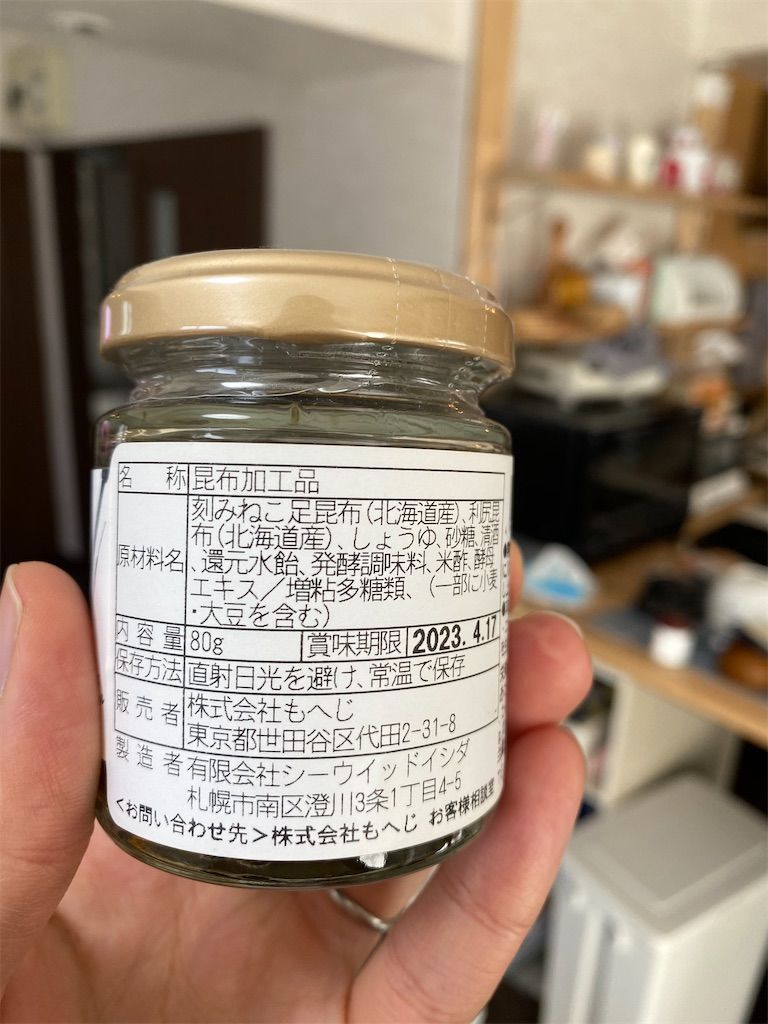 名称 昆布加工品
原材料名 刻みねこ足昆布(北海道産)、利尻昆
布(北海道産)、しょうゆ、砂糖、清酒
、還元水飴、発酵調味料、米酢、酵母
エキス/増粘多糖類、(一部に小麦
・大豆を含む)
内容量 80g 賞味期限 2023. 4.17
保存方法 直射日光を避け、常温で保存
販売者 株式会社もへじ
東京都世田谷区代田2-31-8
製造者 有限会社シーウイッドイシダ
札幌市南区澄川3条1丁目4-5
<お問い合わせ先>株式会社もへじ お客様相談室